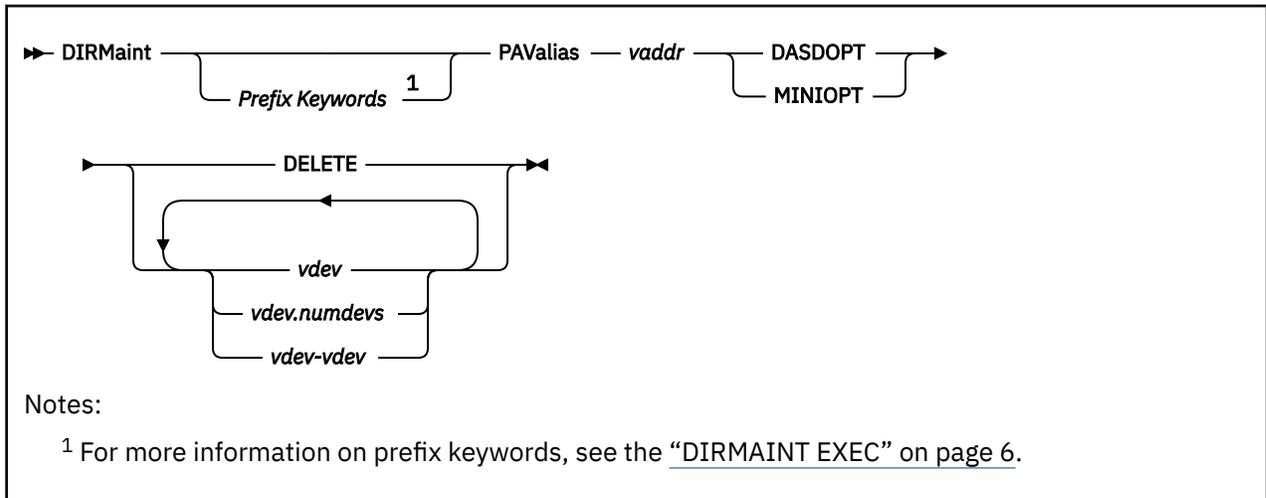 DIRMaint PAValias vaddr DASDOPT
Prefix Keywords 1 MINIOPT
DELETE
vdev
vdev.numdevs
vdev-vdev
Notes:
1 For more information on prefix keywords, see the “DIRMAINT EXEC” on page 6.